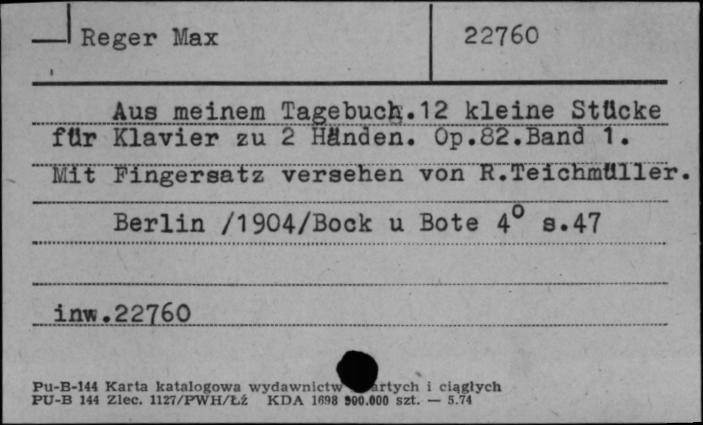 Reger Max 22760
Aus meinem Tagebuch.12 kleine Stücke
für Klavier zu 2 Händen. Op.82.Band 1.
Mit Fingersatz versehen von R.Teichmüller.
Berlin /1904/Bock u Bote 4° s.47
inw.22760
Pu-B-144 Karta katalogowa wydawnictw artych i ciągłych
PU-B 144 Zlec. 1127/PWH/Łź KDA 1698 900.000 szt. — 5.74